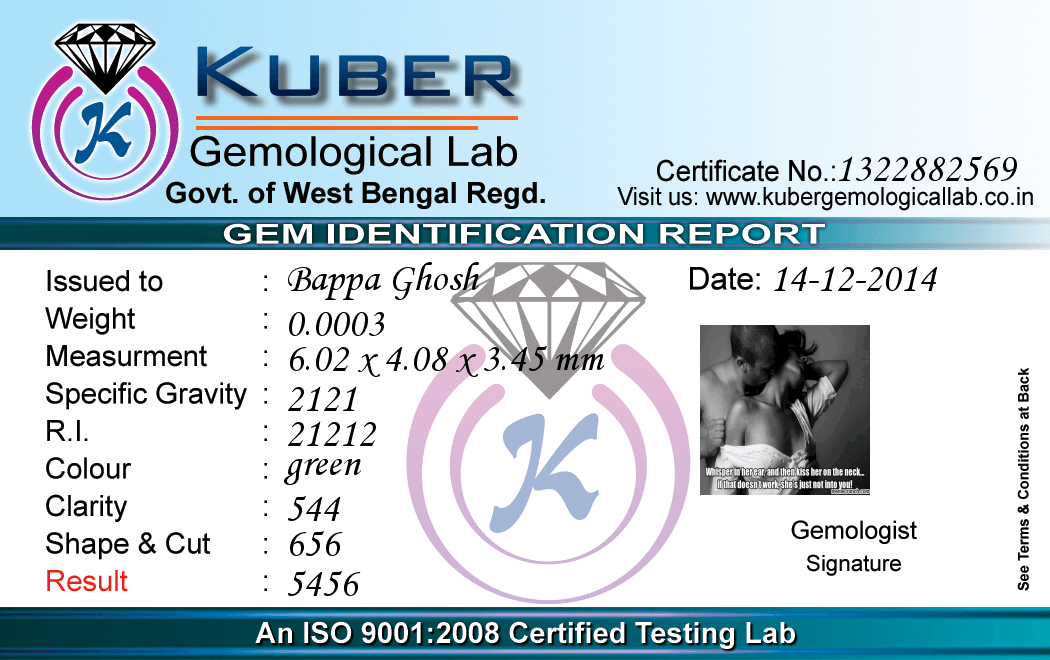 K
KUBER
Gemological Lab
Govt. of West Bengal Regd.
Certificate No.:1322882569
Visit us: www.kubergemologicallab.co.in
GEM IDENTIFICATION REPORT
Issued to : Bappa Ghosh
Date: 14-12-2014
Weight : 0.0003
Measurment : 6.02 x 4.08 x 3.45 mm
Specific Gravity : 2121
R.I. : 21212
Colour : green
Clarity : 544
Shape & Cut : 656
Result : 5456
K
Whisper in her ear, and then kiss her on the neck...
if that doesn't work, she's just not into you!
memecrunch.com
Gemologist
Signature
See Terms & Conditions at Back
An ISO 9001:2008 Certified Testing Lab